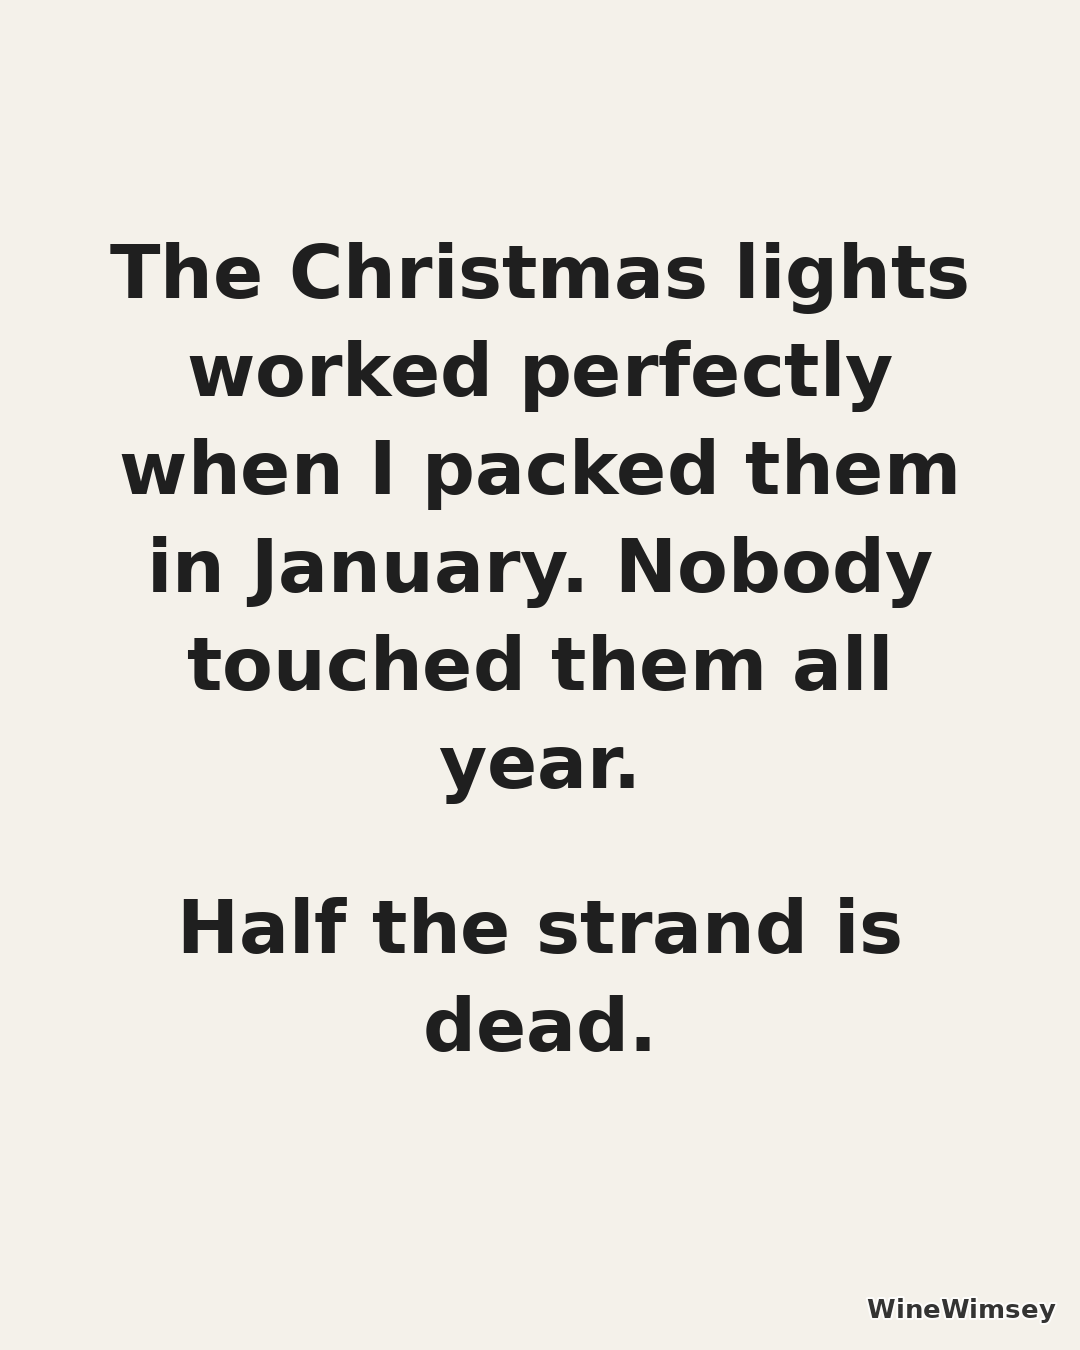 The Christmas lights
worked perfectly
when I packed them
in January. Nobody
touched them all
year.
Half the strand is
dead.
WineWimsey